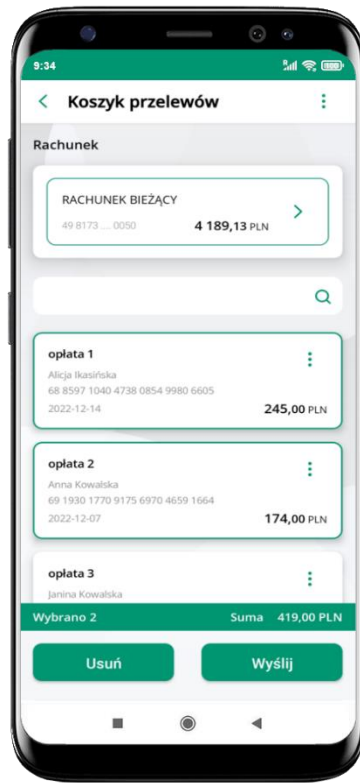 9:34
Koszyk przelewów
Rachunek
RACHUNEK BIEŻĄCY
49 8173 ... 0050 4 189,13 PLN
opłata 1
Alicja Ikasińska
68 8597 1040 4738 0854 9980 6605
2022-12-14 245,00 PLN
opłata 2
Anna Kowalska
69 1930 1770 9175 6970 4659 1664
2022-12-07 174,00 PLN
opłata 3
Janina Kowalska
Wybrano 2 Suma 419,00 PLN
Usuń Wyślij